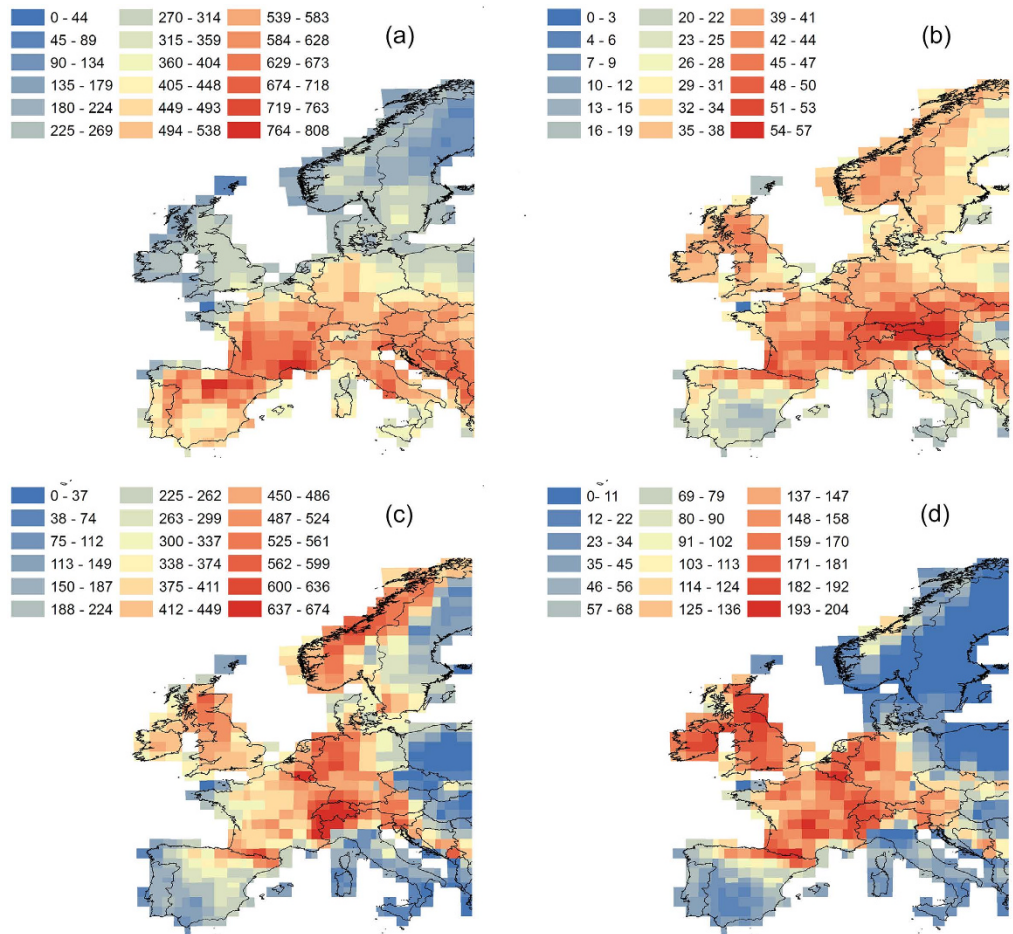 0 - 44 270 - 314 539 - 583 (a)
45 - 89 315 - 359 584 - 628
90 - 134 360 - 404 629 - 673
135 - 179 405 - 448 674 - 718
180 - 224 449 - 493 719 - 763
225 - 269 494 - 538 764 - 808
0 - 3 20 - 22 39 - 41 (b)
4 - 6 23 - 25 42 - 44
7 - 9 26 - 28 45 - 47
10 - 12 29 - 31 48 - 50
13 - 15 32 - 34 51 - 53
16 - 19 35 - 38 54 - 57
0 - 37 225 - 262 450 - 486 (c)
38 - 74 263 - 299 487 - 524
75 - 112 300 - 337 525 - 561
113 - 149 338 - 374 562 - 599
150 - 187 375 - 411 600 - 636
188 - 224 412 - 449 637 - 674
0 - 11 69 - 79 137 - 147 (d)
12 - 22 80 - 90 148 - 158
23 - 34 91 - 102 159 - 170
35 - 45 103 - 113 171 - 181
46 - 56 114 - 124 182 - 192
57 - 68 125 - 136 193 - 204